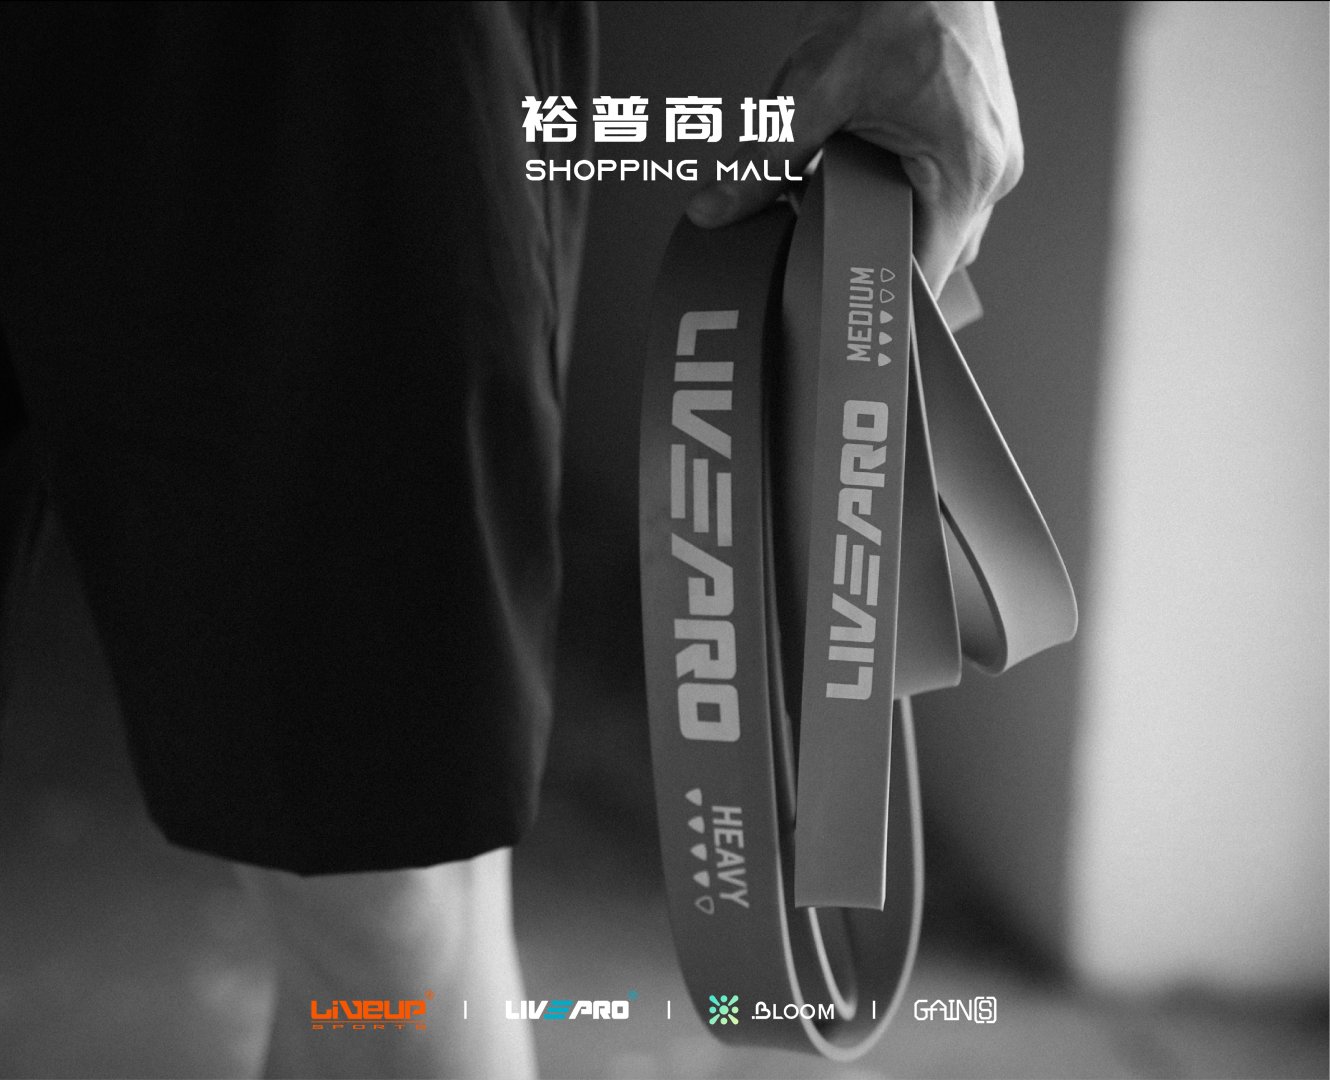 裕普商城
SHOPPING MALL
MEDIUM
LIVEPRO
LIVEPRO
HEAVY
LIVEUP
SPORTS
LIVEPRO
BLOOM
GAINS